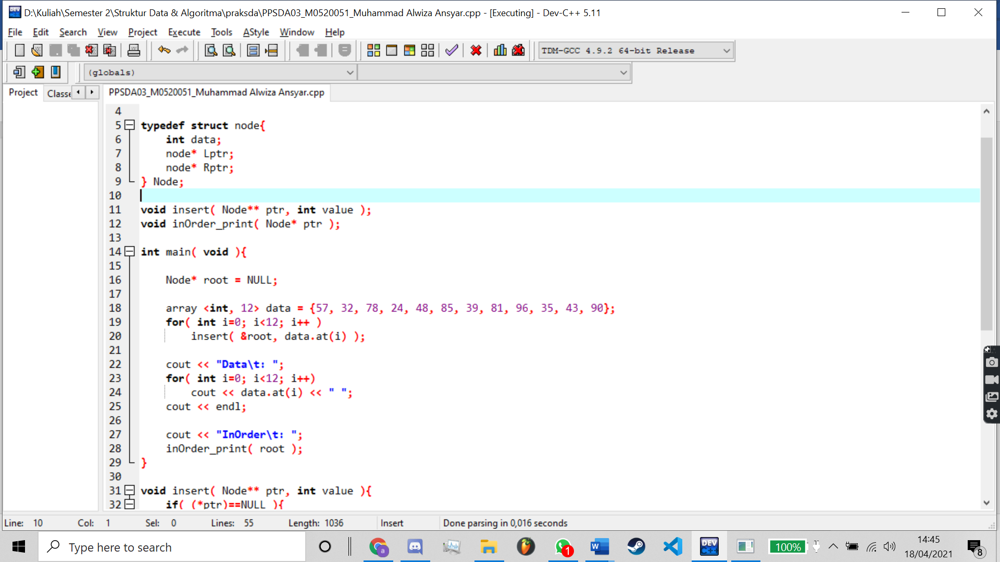 D:\Kuliah\Semester 2\Struktur Data & Algoritma\praksda\PPSDA03_M0520051_Muhammad Alwiza Ansyar.cpp - [Executing] - Dev-C++ 5.11
File Edit Search View Project Execute Tools AStyle Window Help
TDM-GCC 4.9.2 64-bit Release
(globals)
Project Classe PPSDA03_M0520051_Muhammad Alwiza Ansyar.cpp
4
5 typedef struct node{
6 int data;
7 node* Lptr;
8 node* Rptr;
9 } Node;
10
11 void insert( Node** ptr, int value );
12 void inOrder_print( Node* ptr );
13
14 int main( void ){
15
16 Node* root = NULL;
17
18 array <int, 12> data = {57, 32, 78, 24, 48, 85, 39, 81, 96, 35, 43, 90};
19 for( int i=0; i<12; i++ )
20 insert( &root, data.at(i) );
21
22 cout << "Data\t: ";
23 for( int i=0; i<12; i++)
24 cout << data.at(i) << " ";
25 cout << endl;
26
27 cout << "InOrder\t: ";
28 inOrder_print( root );
29 }
30
31 void insert( Node** ptr, int value ){
32 if( (*ptr)==NULL ){
Line: 10 Col: 1 Sel: 0 Lines: 55 Length: 1036 Insert Done parsing in 0,016 seconds
Type here to search
a
1
W
DEV C++
100%
14:45
18/04/2021
8